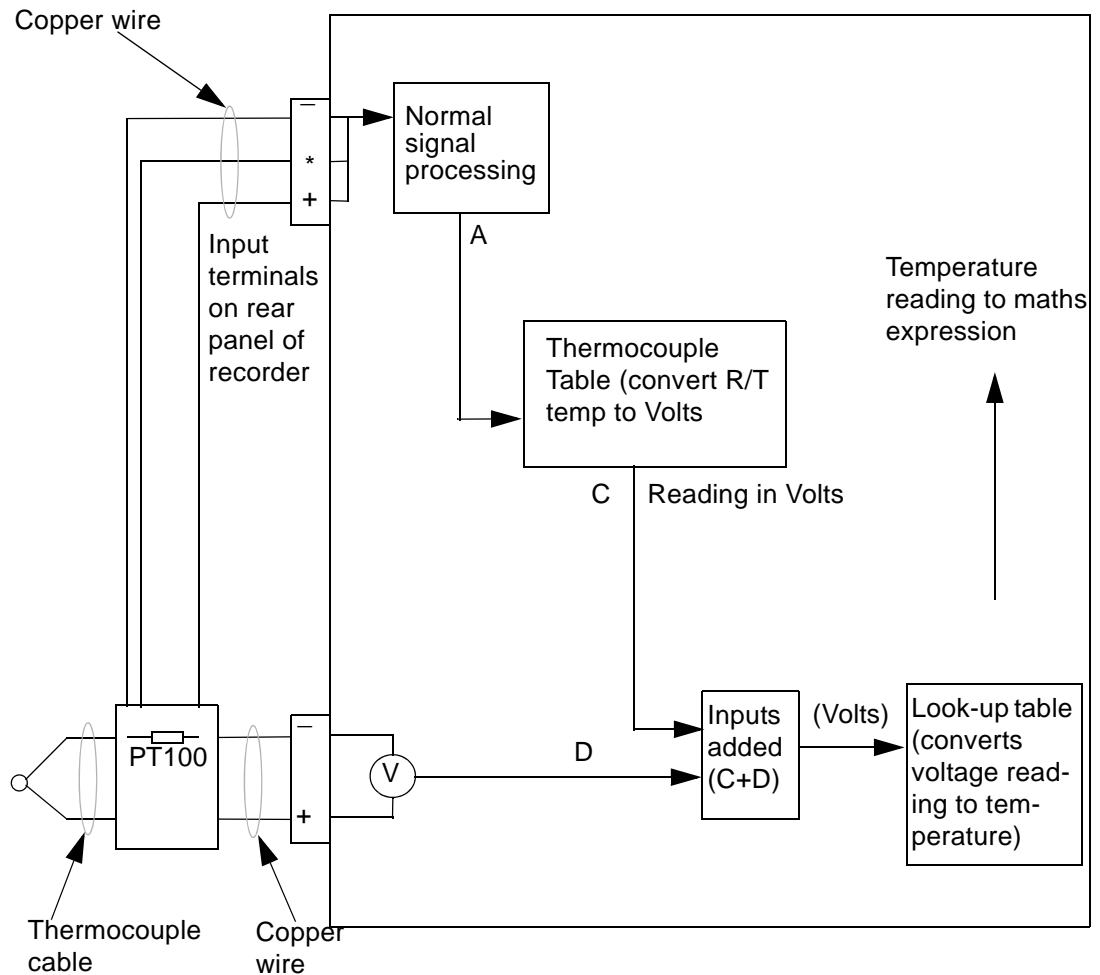 Copper wire
–
*
+
Normal
signal
processing
A
Input
terminals
on rear
panel of
recorder
Temperature
reading to maths
expression
Thermocouple
Table (convert R/T
temp to Volts
C
Reading in Volts
–
PT100
+
V
D
Inputs
added
(C+D)
(Volts)
Look-up table
(converts
voltage read-
ing to tem-
perature)
Thermocouple
cable
Copper
wire